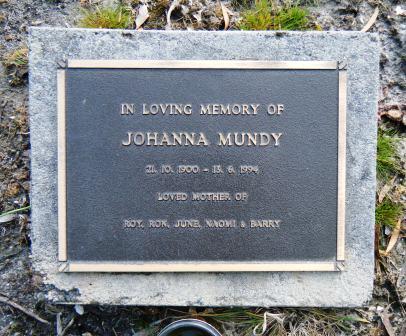 IN LOVING MEMORY OF
JOHANNA MUNDY
21. 10. 1900 - 13. 6. 1994
LOVED MOTHER OF
ROY, RON, JUNE, NAOMI & BARRY